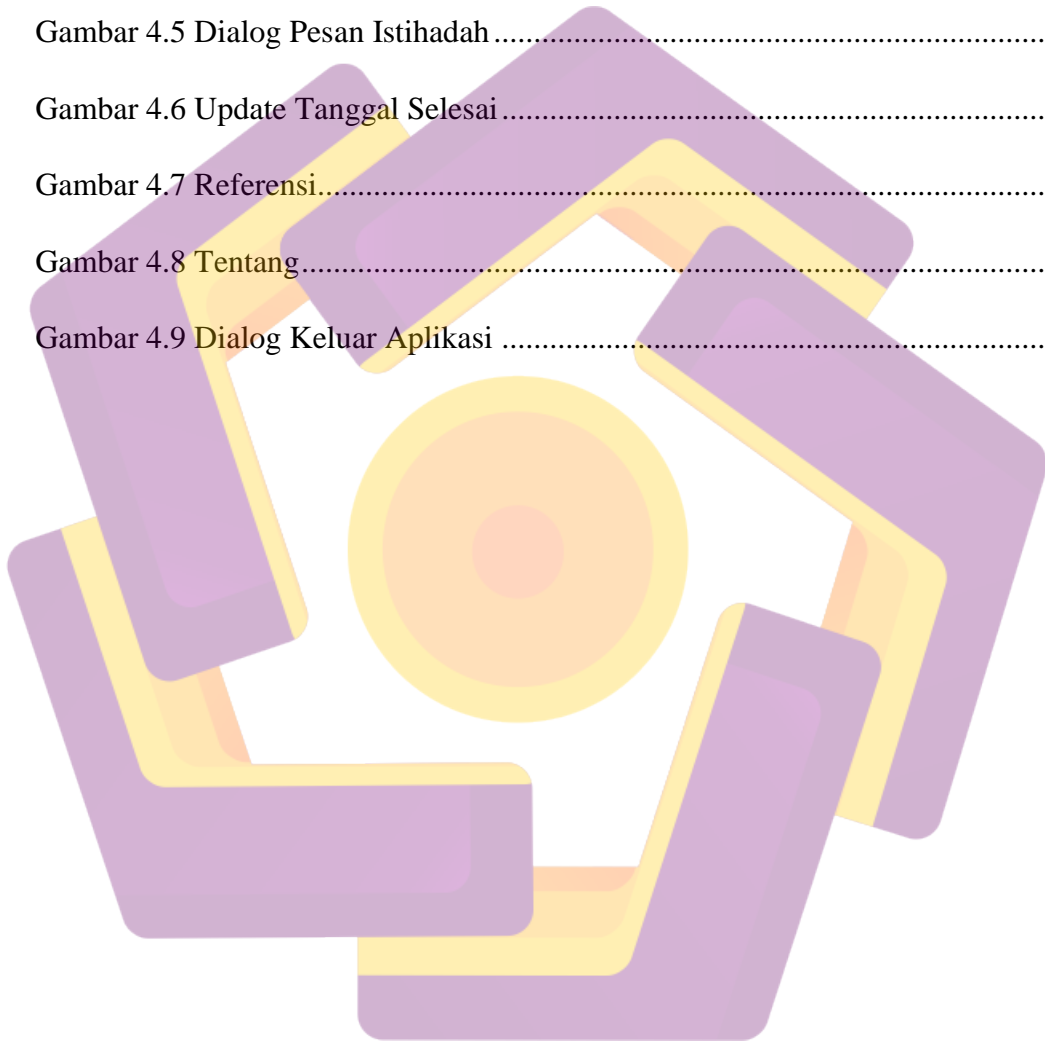 Gambar 4.5 Dialog Pesan Istihadah ......................................................................
Gambar 4.6 Update Tanggal Selesai .....................................................................
Gambar 4.7 Referensi.............................................................................................
Gambar 4.8 Tentang...............................................................................................
Gambar 4.9 Dialog Keluar Aplikasi .....................................................................